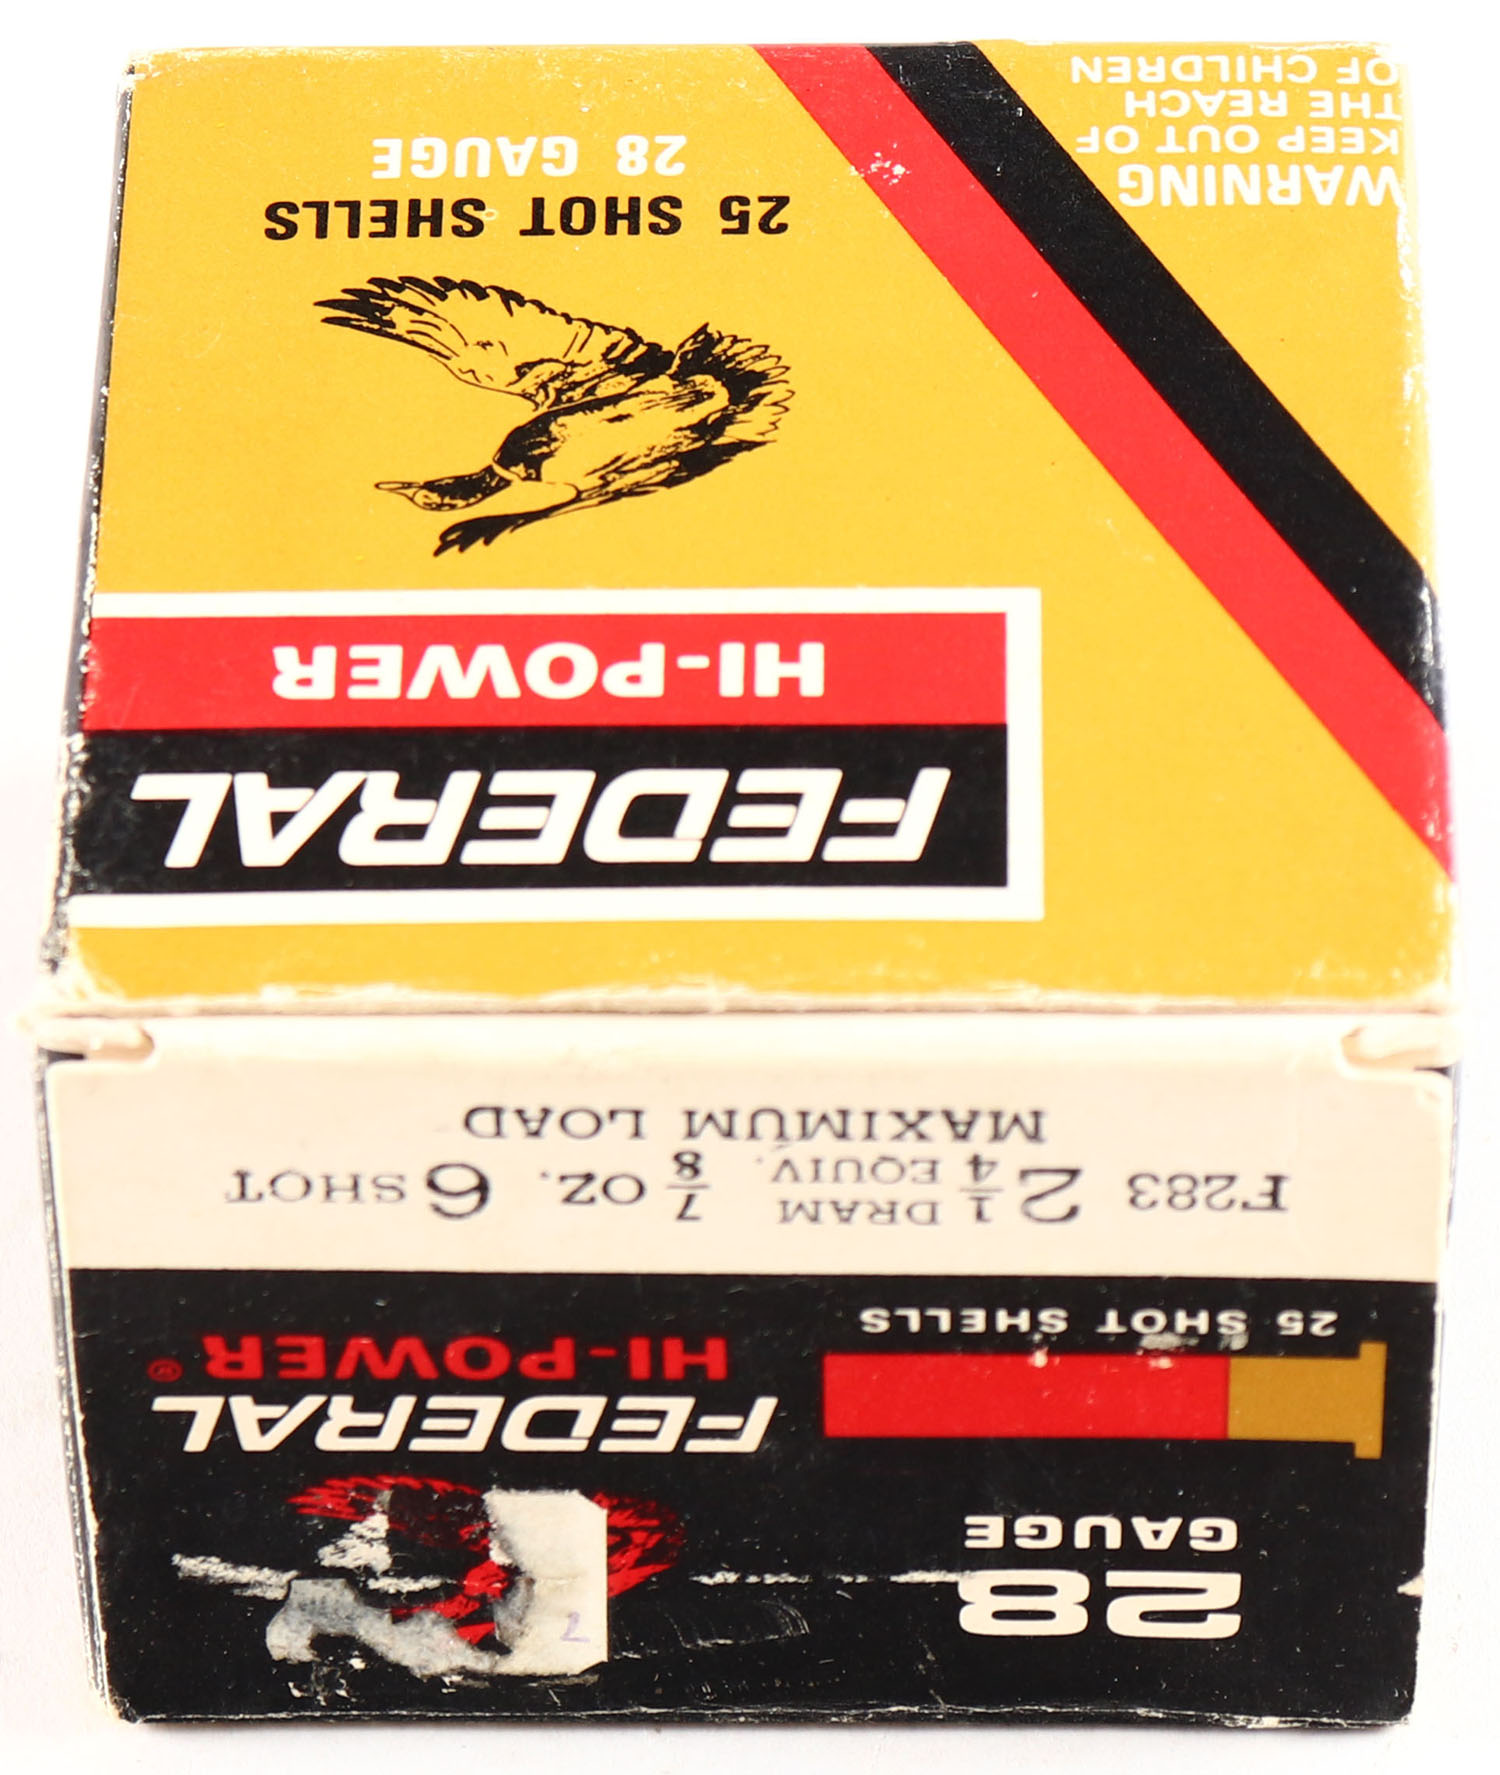 28
GAUGE
25 SHOT SHELLS
FEDERAL
HI-POWER®
F283 2 1/4 DRAM EQUIV. 7/8 OZ. 6 SHOT
MAXIMUM LOAD
FEDERAL
HI-POWER
25 SHOT SHELLS
28 GAUGE
WARNING
KEEP OUT OF
THE REACH
OF CHILDREN